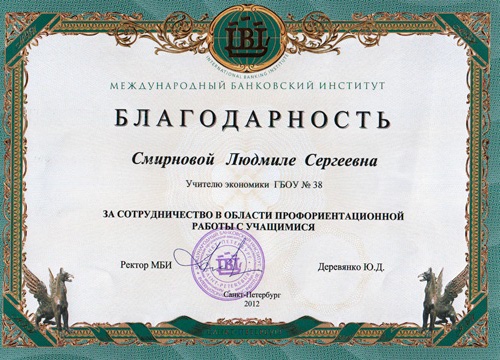 IBI
INTERNATIONAL BANKING INSTITUTE
МЕЖДУНАРОДНЫЙ БАНКОВСКИЙ ИНСТИТУТ
БЛАГОДАРНОСТЬ
Смирновой Людмиле Сергеевна
Учителю экономики ГБОУ № 38
ЗА СОТРУДНИЧЕСТВО В ОБЛАСТИ ПРОФОРИЕНТАЦИОННОЙ
РАБОТЫ С УЧАЩИМИСЯ
Ректор МБИ
IBI
Деревянко Ю.Д.
Санкт-Петербург
2012